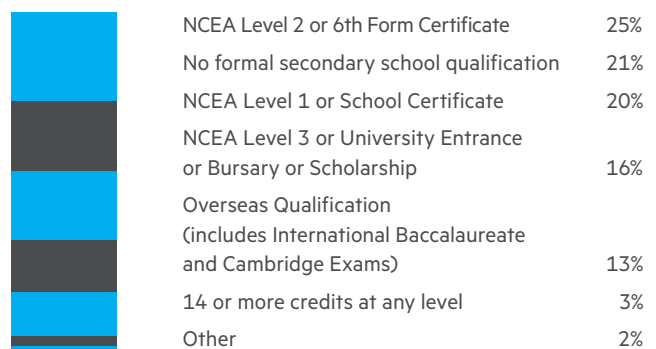 NCEA Level 2 or 6th Form Certificate 25%
No formal secondary school qualification 21%
NCEA Level 1 or School Certificate 20%
NCEA Level 3 or University Entrance
or Bursary or Scholarship 16%
Overseas Qualification
(includes International Baccalaureate
and Cambridge Exams) 13%
14 or more credits at any level 3%
Other 2%